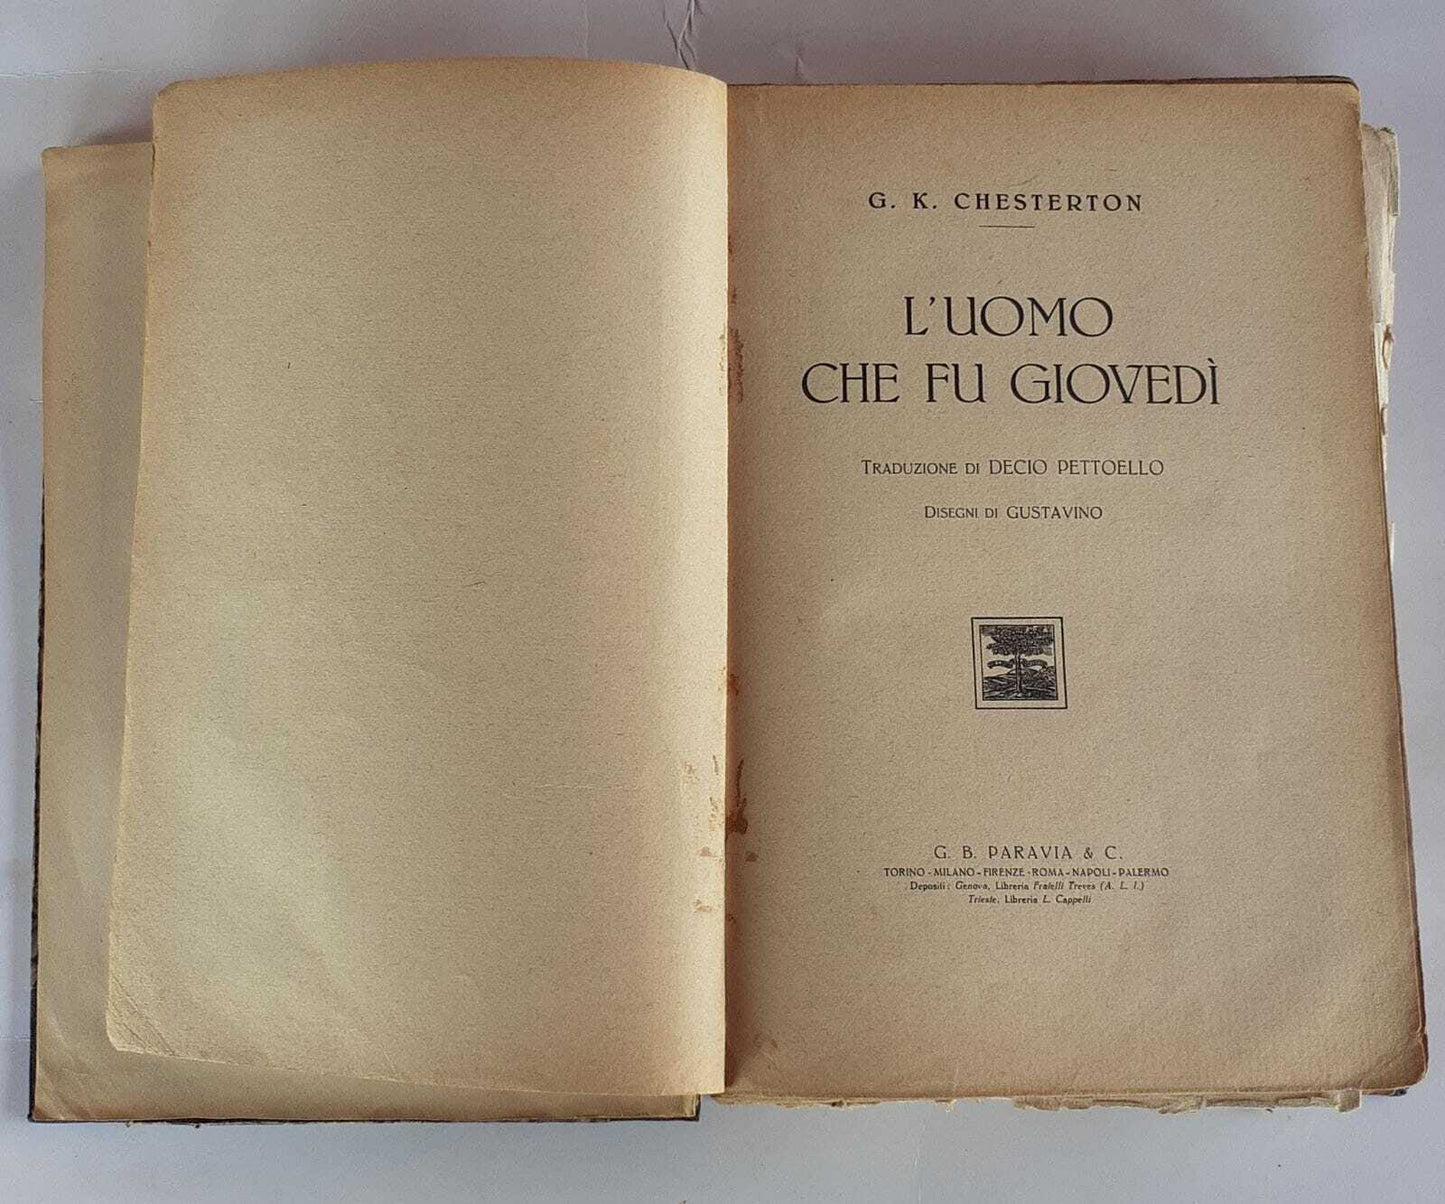 G. K. CHESTERTON
L'UOMO
CHE FU GIOVEDÌ
TRADUZIONE DI DECIO PETTOELLO
DISEGNI DI GUSTAVINO
G. B. PARAVIA & C.
TORINO - MILANO - FIRENZE - ROMA - NAPOLI - PALERMO
Depositi: Genova, Libreria Fratelli Treves (A. L. I.)
Trieste, Libreria L. Cappelli